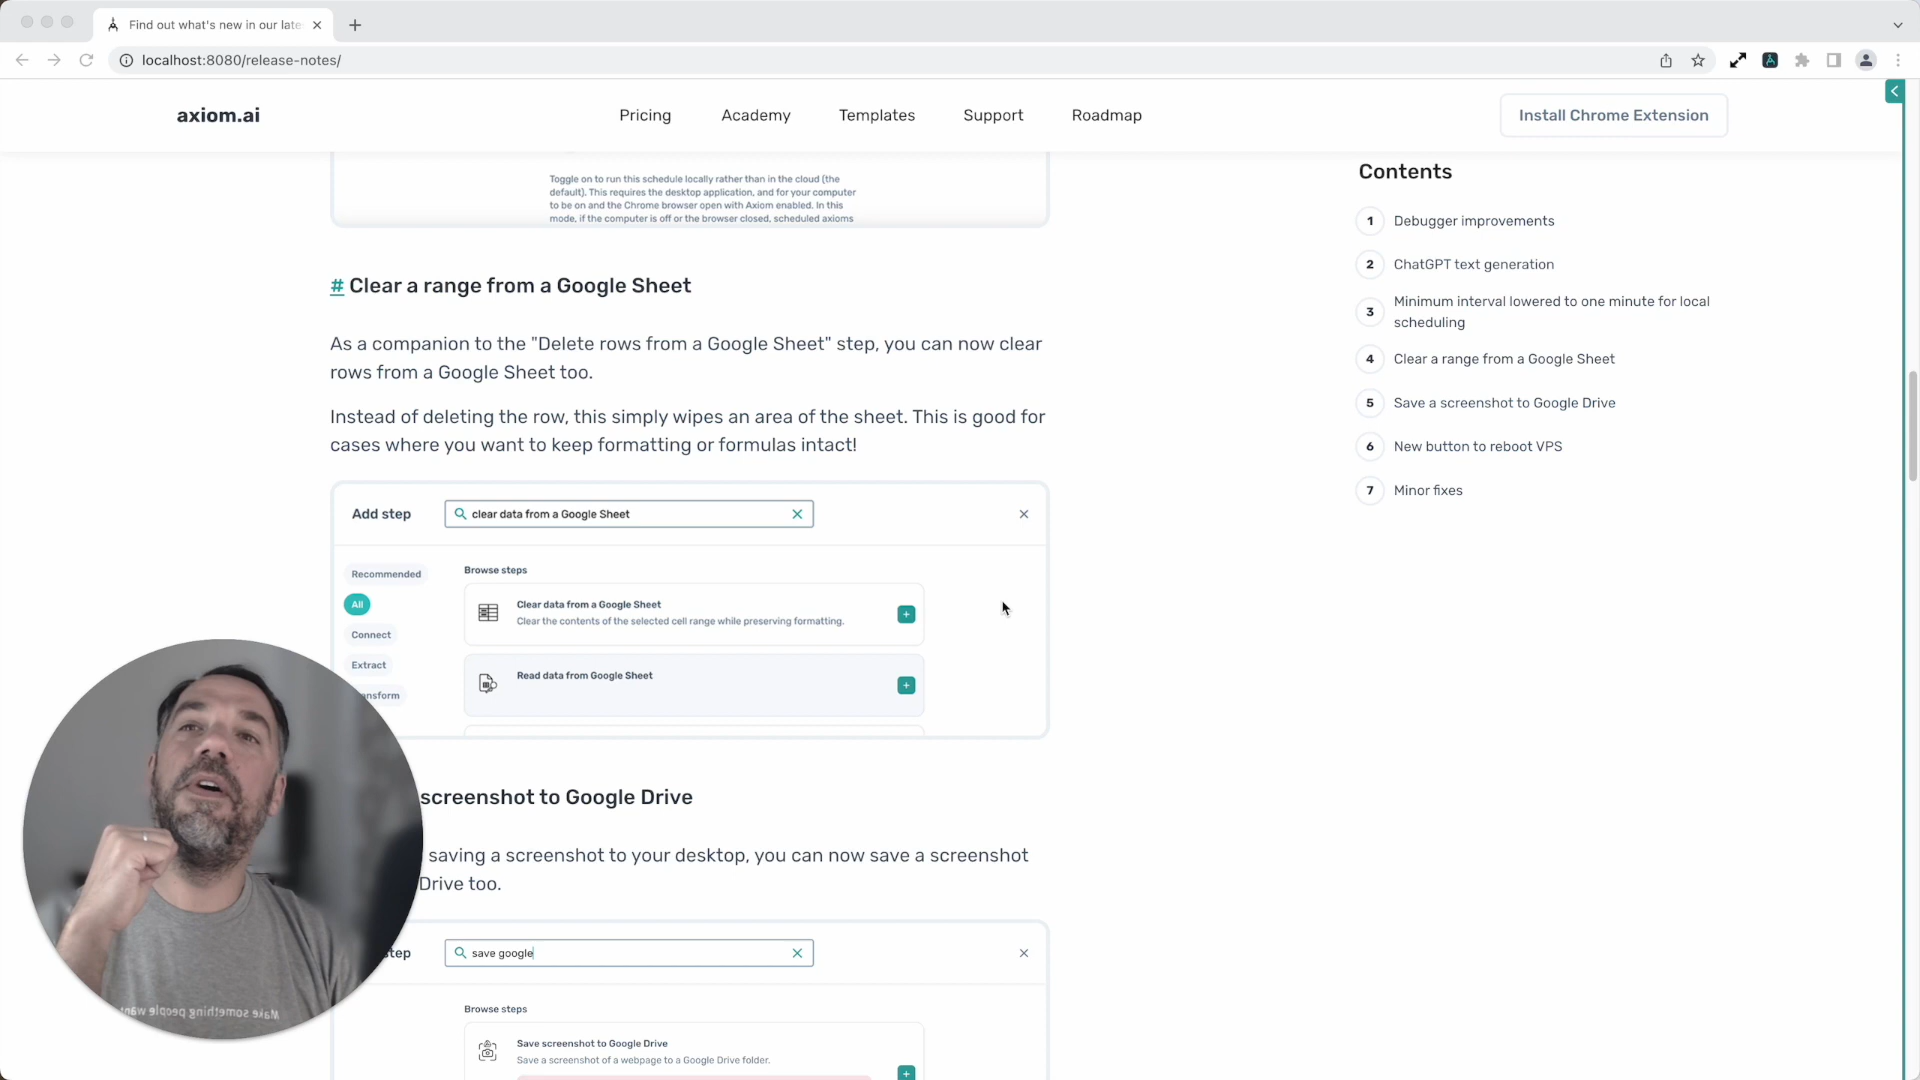 Find out what's new in our late
localhost:8080/release-notes/
axiom.ai
Pricing
Academy
Templates
Support
Roadmap
Install Chrome Extension
Toggle on to run this schedule locally rather than in the cloud (the
default). This requires the desktop application, and for your computer
to be on and the Chrome browser open with Axiom enabled. In this
mode, if the computer is off or the browser closed, scheduled axioms
# Clear a range from a Google Sheet
As a companion to the "Delete rows from a Google Sheet" step, you can now clear
rows from a Google Sheet too.
Instead of deleting the row, this simply wipes an area of the sheet. This is good for
cases where you want to keep formatting or formulas intact!
Add step
clear data from a Google Sheet
Recommended
All
Connect
Extract
ansform
Browse steps
Clear data from a Google Sheet
Clear the contents of the selected cell range while preserving formatting.
Read data from Google Sheet
screenshot to Google Drive
saving a screenshot to your desktop, you can now save a screenshot
Drive too.
step
save google
Browse steps
Save screenshot to Google Drive
Save a screenshot of a webpage to a Google Drive folder.
Contents
1 Debugger improvements
2 ChatGPT text generation
3 Minimum interval lowered to one minute for local
scheduling
4 Clear a range from a Google Sheet
5 Save a screenshot to Google Drive
6 New button to reboot VPS
7 Minor fixes
Make something people want